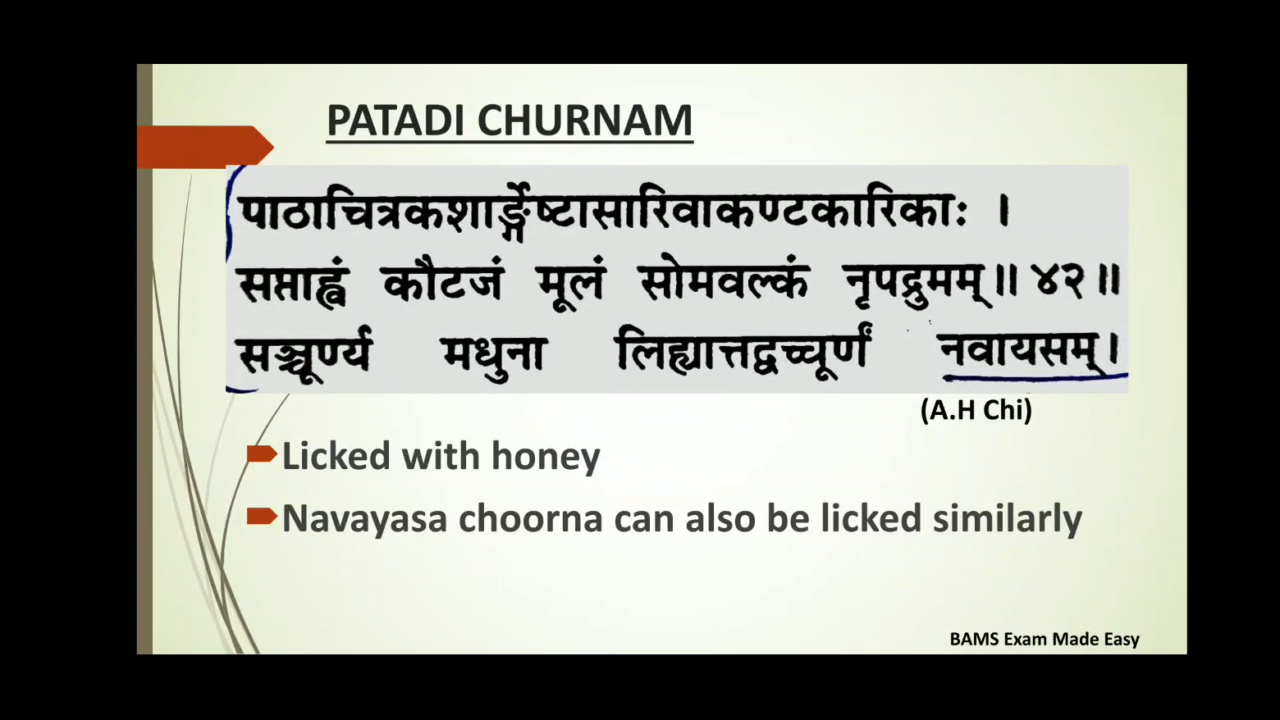 PATADI CHURNAM
पाठाचित्रकशार्ङ्गेष्टासारिवाकण्टकारिकाः ।
सप्ताह्वं कौटजं मूलं सोमवल्कं नृपद्रुमम् ॥ ४२ ॥
सञ्चूर्ण्य मधुना लिह्यात्तद्वच्चूर्णं नवायसम् ।
(A.H Chi)
Licked with honey
Navayasa choorna can also be licked similarly
BAMS Exam Made Easy